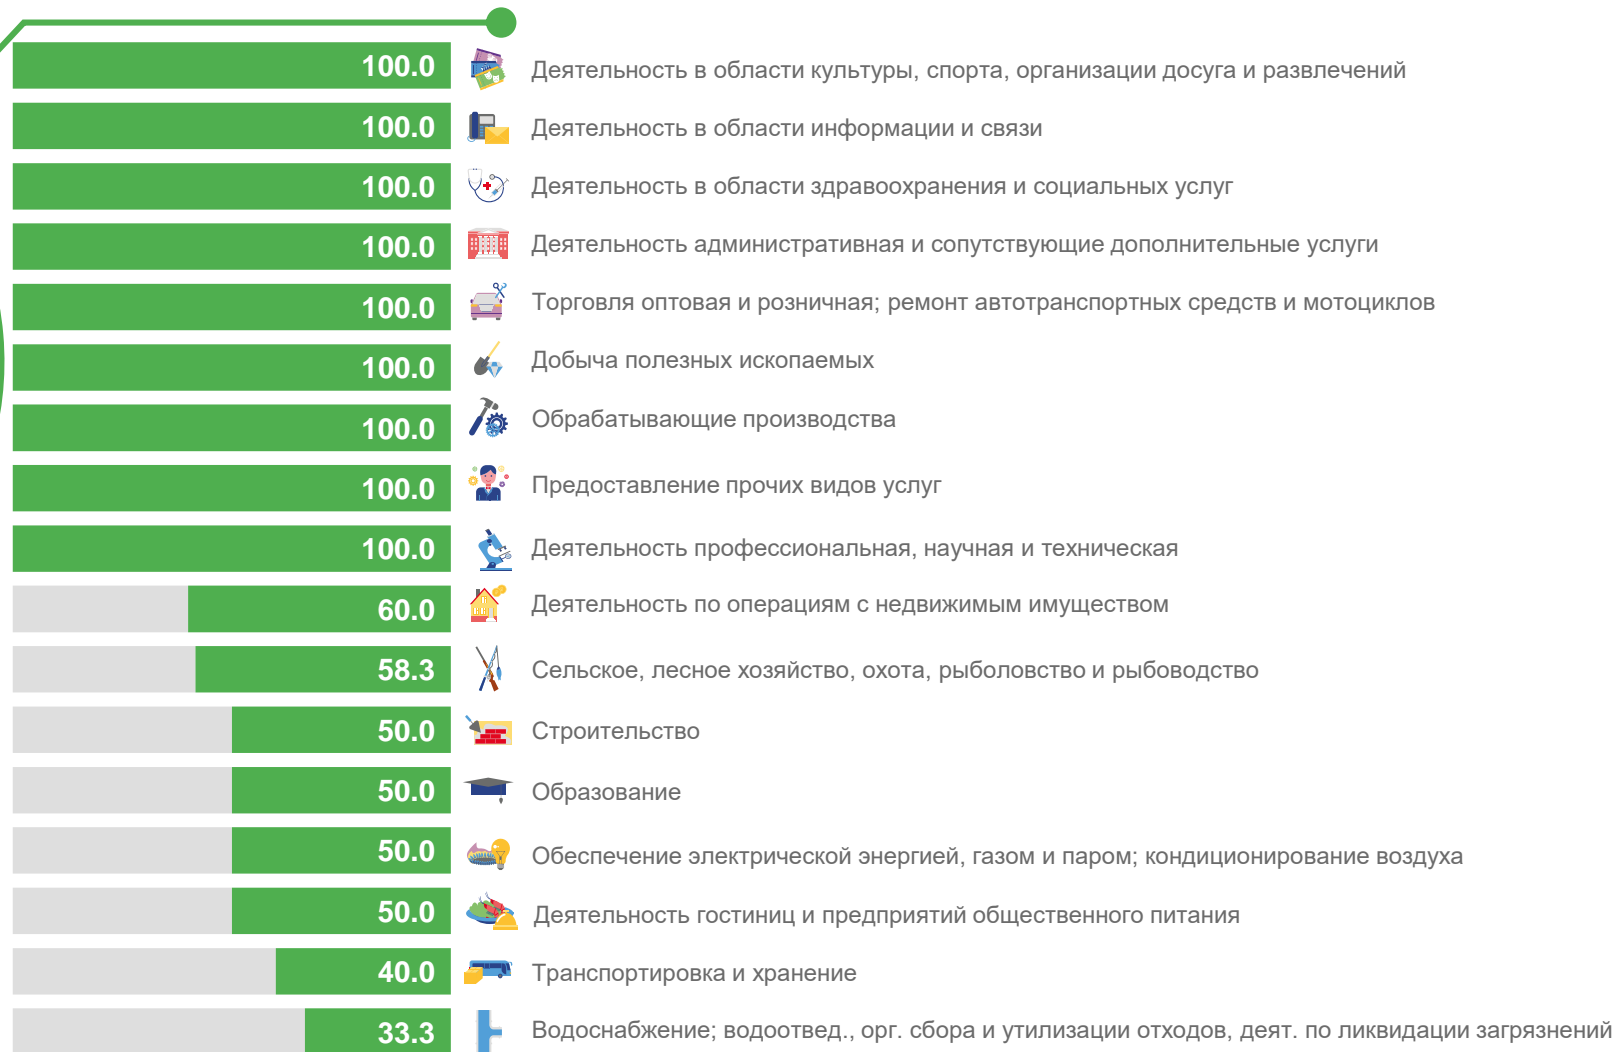 100.0 Деятельность в области культуры, спорта, организации досуга и развлечений
100.0 Деятельность в области информации и связи
100.0 Деятельность в области здравоохранения и социальных услуг
100.0 Деятельность административная и сопутствующие дополнительные услуги
100.0 Торговля оптовая и розничная; ремонт автотранспортных средств и мотоциклов
100.0 Добыча полезных ископаемых
100.0 Обрабатывающие производства
100.0 Предоставление прочих видов услуг
100.0 Деятельность профессиональная, научная и техническая
60.0 Деятельность по операциям с недвижимым имуществом
58.3 Сельское, лесное хозяйство, охота, рыболовство и рыбоводство
50.0 Строительство
50.0 Образование
50.0 Обеспечение электрической энергией, газом и паром; кондиционирование воздуха
50.0 Деятельность гостиниц и предприятий общественного питания
40.0 Транспортировка и хранение
33.3 Водоснабжение; водоотвед., орг. сбора и утилизации отходов, деят. по ликвидации загрязнений